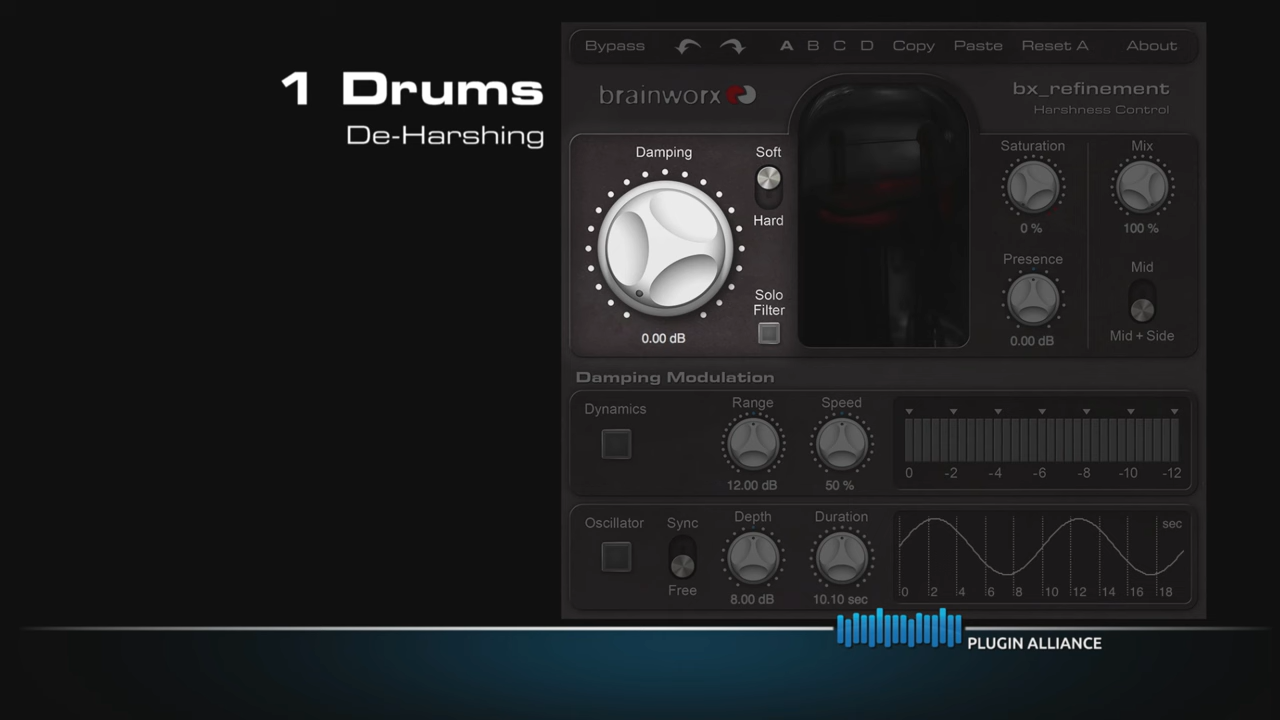 1 Drums
De-Harshing
Bypass A B C D Copy Paste Reset A About
brainworx
bx_refinement
Harshness Control
Damping
Soft
Hard
Solo
Filter
0.00 dB
Saturation
0 %
Presence
0.00 dB
Mix
100 %
Mid
Mid + Side
Damping Modulation
Dynamics
Range
12.00 dB
Speed
50 %
0 -2 -4 -6 -8 -10 -12
Oscillator
Sync
Free
Depth
8.00 dB
Duration
10.10 sec
sec
0 2 4 6 8 10 12 14 16 18
PLUGIN ALLIANCE